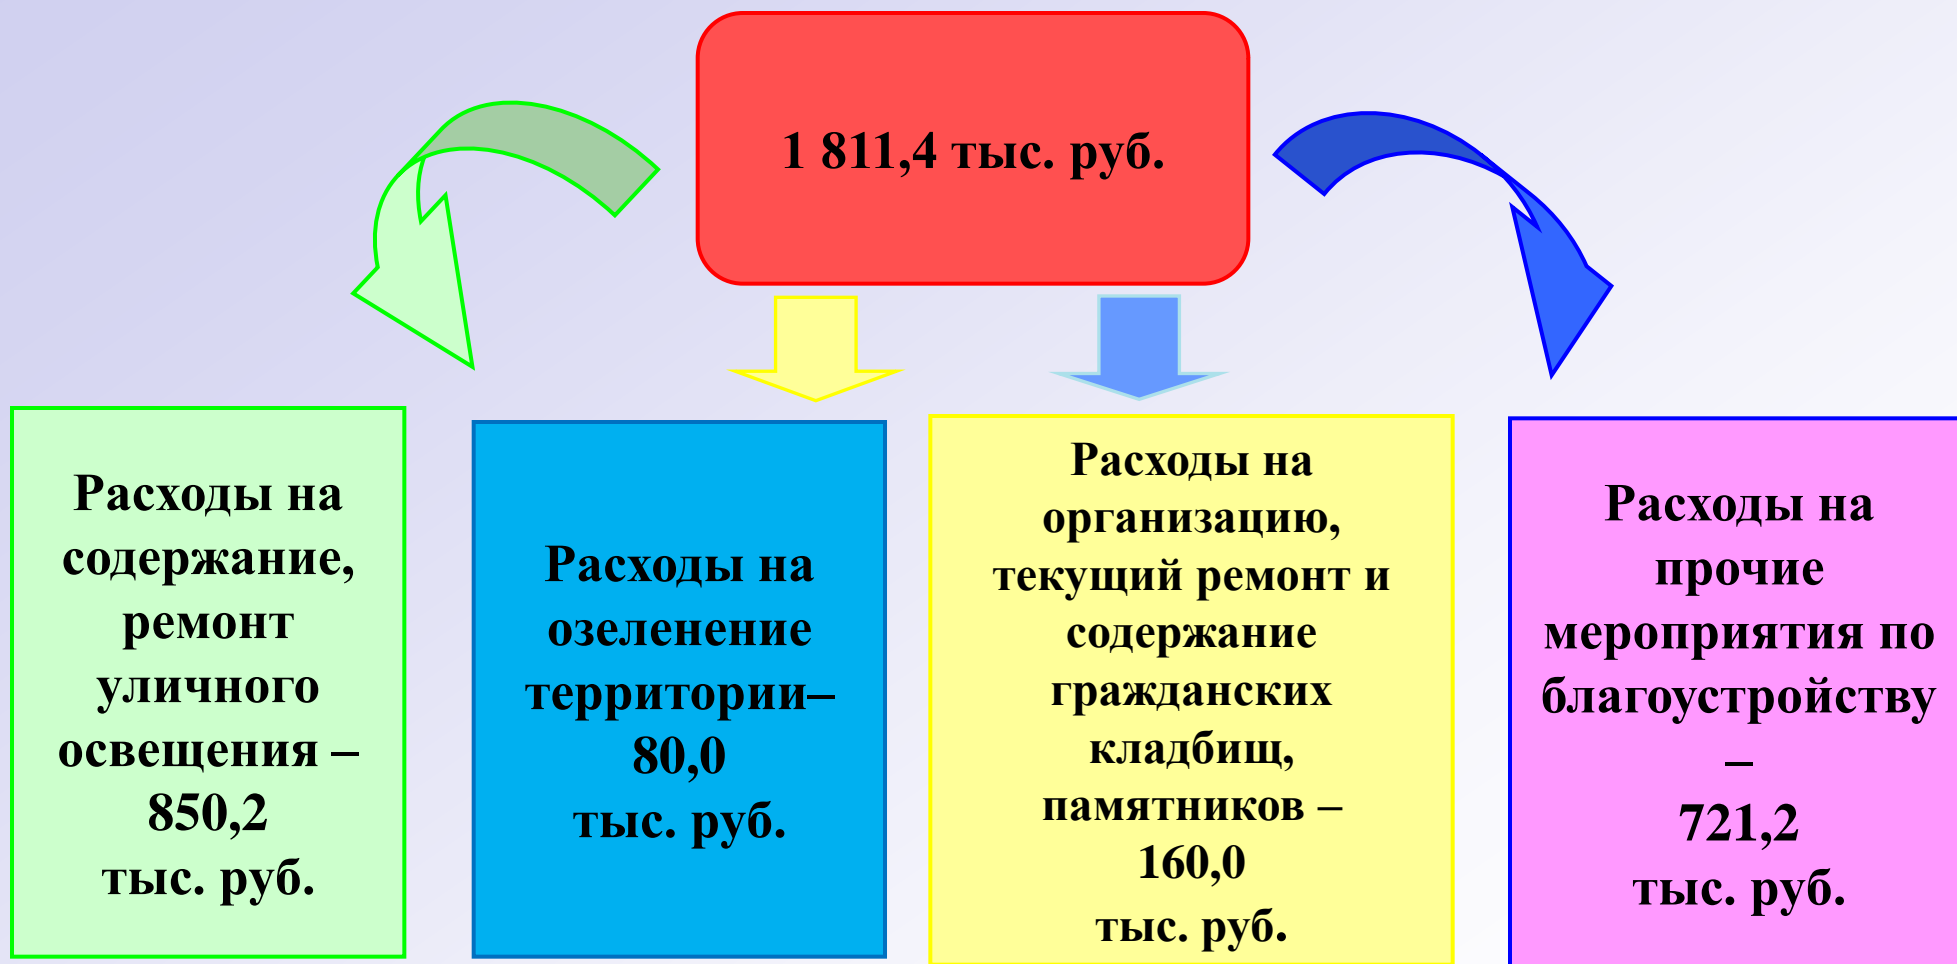 1 811,4 тыс. руб.
Расходы на
содержание,
ремонт
уличного
освещения –
850,2
тыс. руб.
Расходы на
озеленение
территории–
80,0
тыс. руб.
Расходы на
организацию,
текущий ремонт и
содержание
гражданских
кладбищ,
памятников –
160,0
тыс. руб.
Расходы на
прочие
мероприятия по
благоустройству
–
721,2
тыс. руб.